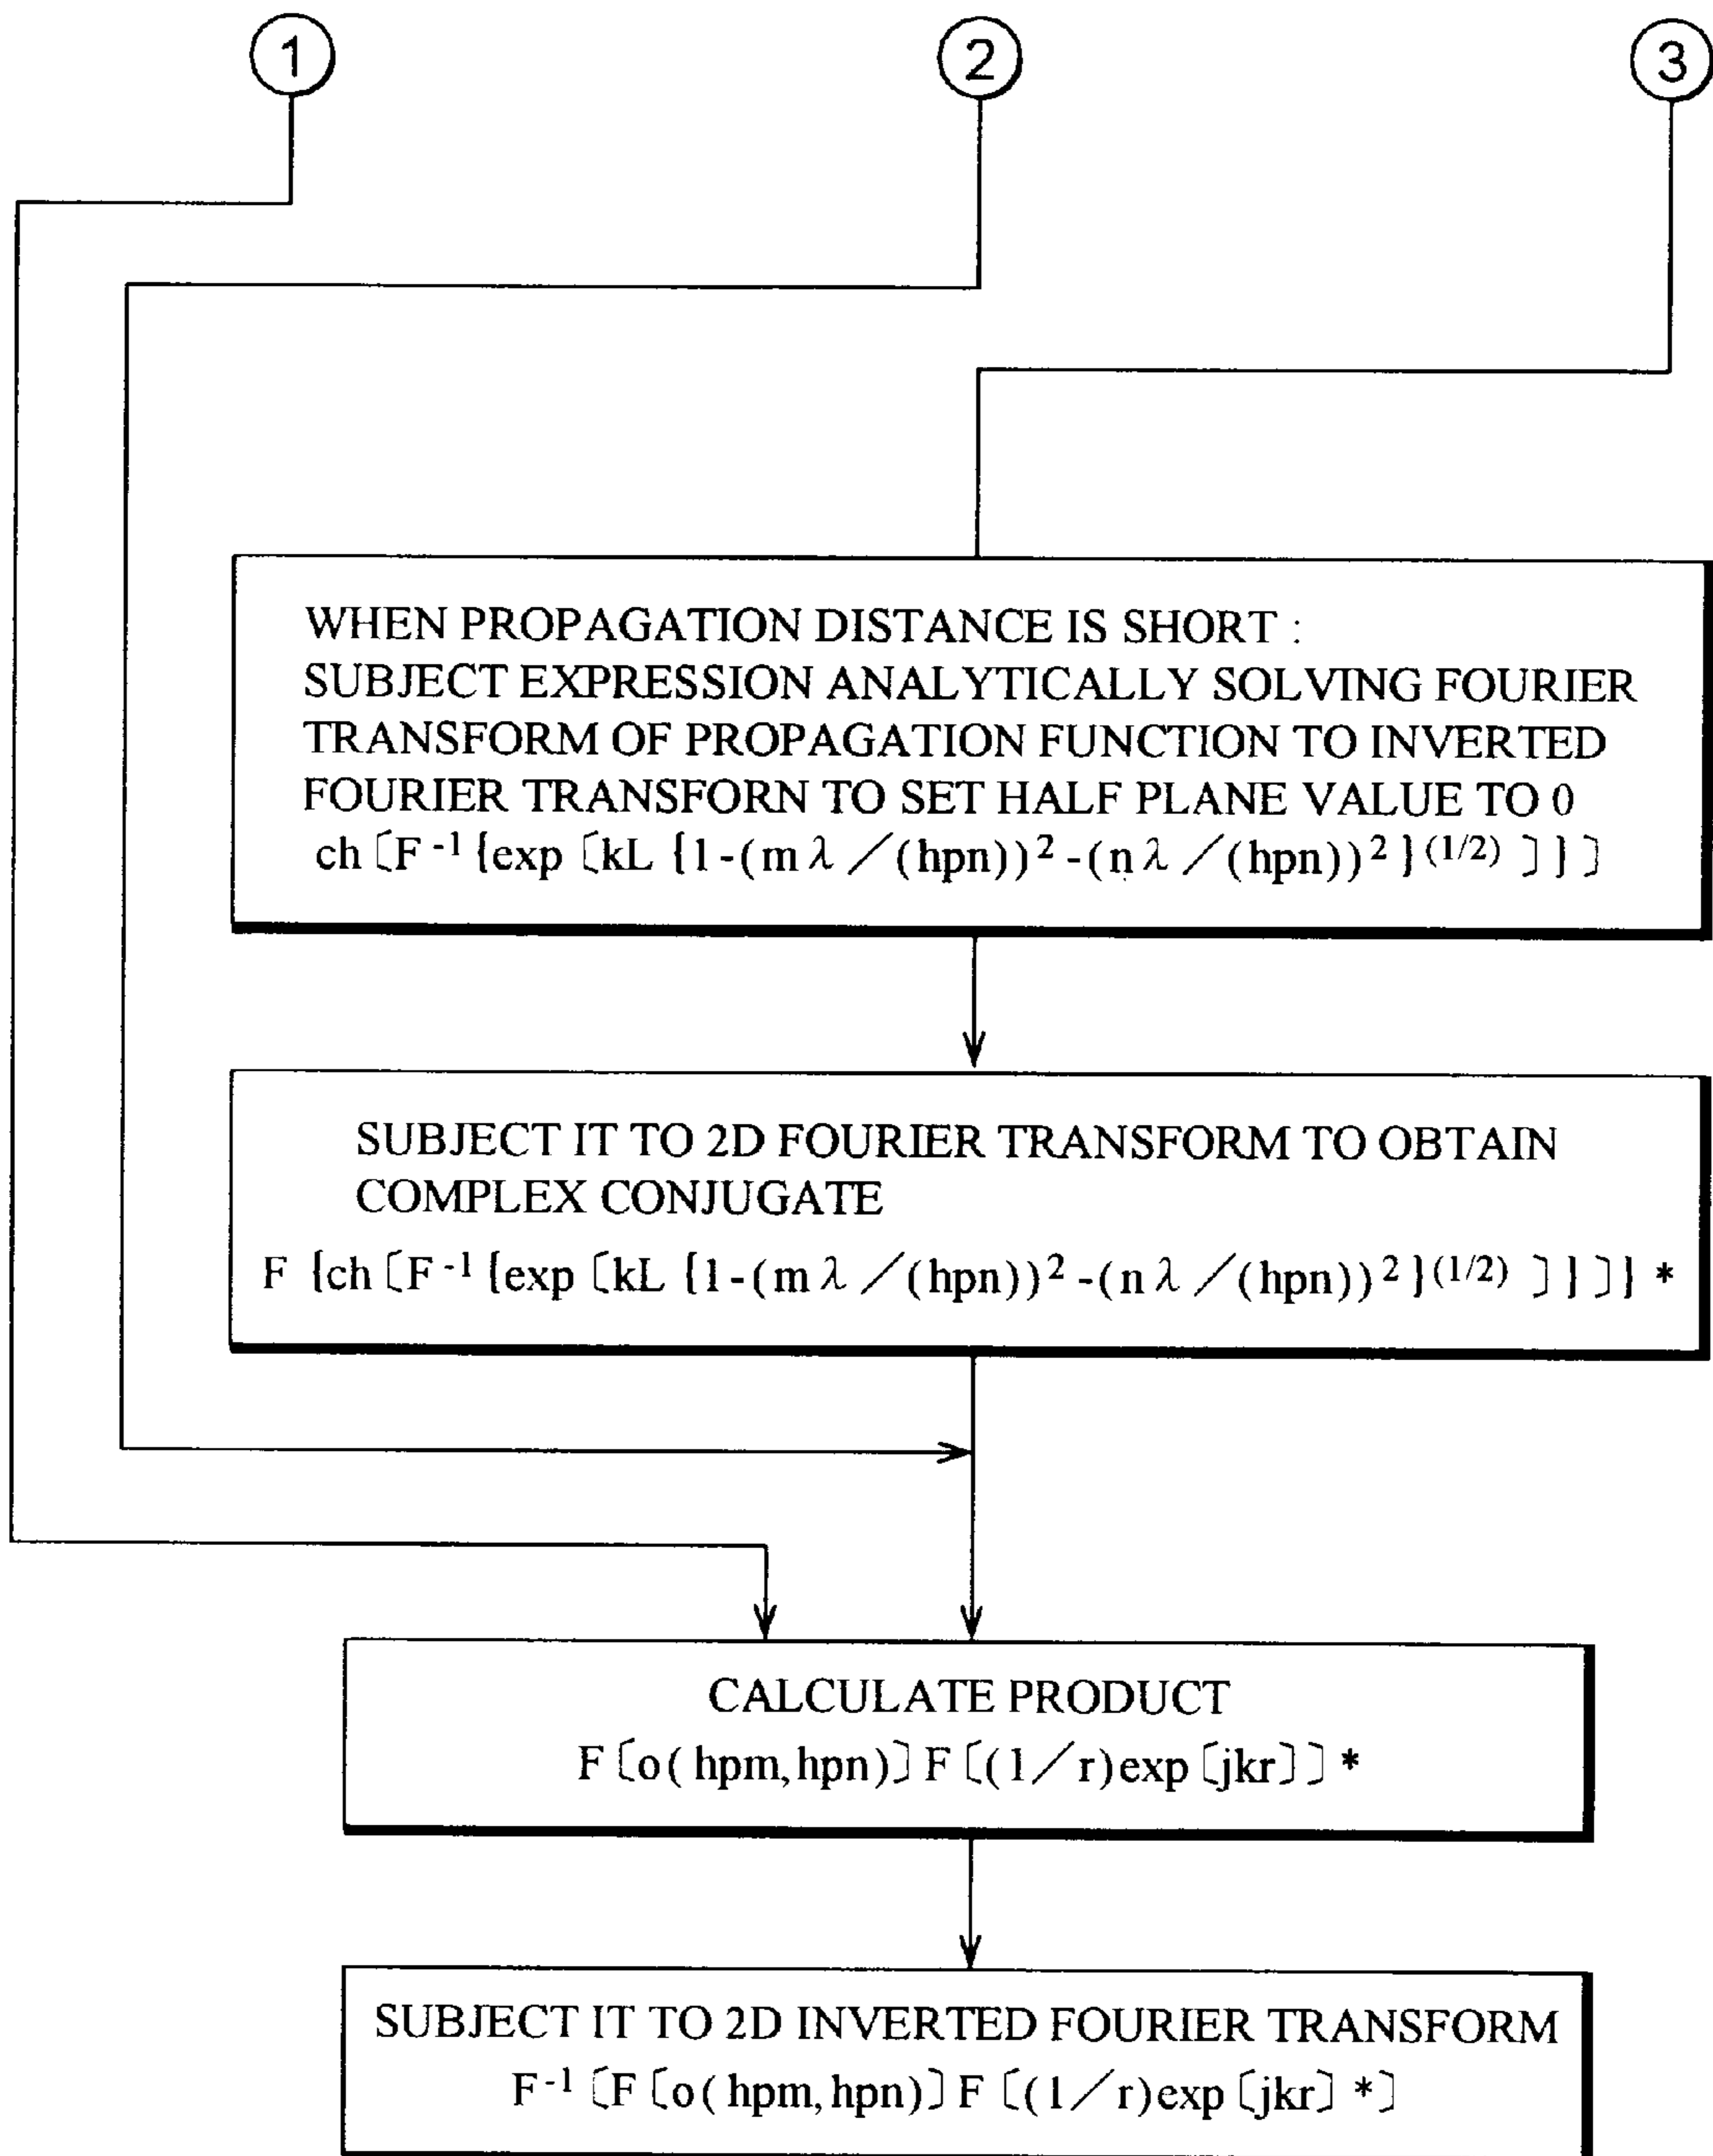 1
2
3
WHEN PROPAGATION DISTANCE IS SHORT :
SUBJECT EXPRESSION ANALYTICALLY SOLVING FOURIER
TRANSFORM OF PROPAGATION FUNCTION TO INVERTED
FOURIER TRANSFORN TO SET HALF PLANE VALUE TO 0
ch〔F⁻¹{exp〔kL{1-(mλ／(hpn))²-(nλ／(hpn))²}⁽¹/²⁾〕}〕
SUBJECT IT TO 2D FOURIER TRANSFORM TO OBTAIN
COMPLEX CONJUGATE
F{ch〔F⁻¹{exp〔kL{1-(mλ／(hpn))²-(nλ／(hpn))²}⁽¹/²⁾〕}〕}*
CALCULATE PRODUCT
F〔o(hpm,hpn)〕F〔(1／r)exp〔jkr〕〕*
SUBJECT IT TO 2D INVERTED FOURIER TRANSFORM
F⁻¹〔F〔o(hpm,hpn)〕F〔(1／r)exp〔jkr〕*〕